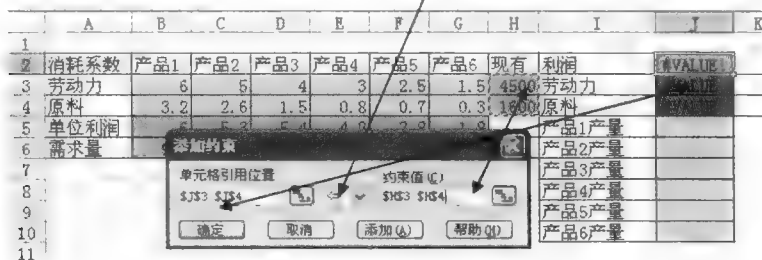 A B C D E F G H I J K
1
2 消耗系数 产品1 产品2 产品3 产品4 产品5 产品6 现有 利润 #VALUE!
3 劳动力 6 5 4 3 2.5 1.5 4500 劳动力
4 原料 3.2 2.6 1.5 0.8 0.7 0.3 1600 原料
5 单位利润 产品1产量
6 需求量 产品2产量
7 产品3产量
8 产品4产量
9 产品5产量
10 产品6产量
11
添加约束
单元格引用位置 约束值(C)
$J$3 $J$4 <= $H$3 $H$4
确定 取消 添加(A) 帮助(H)